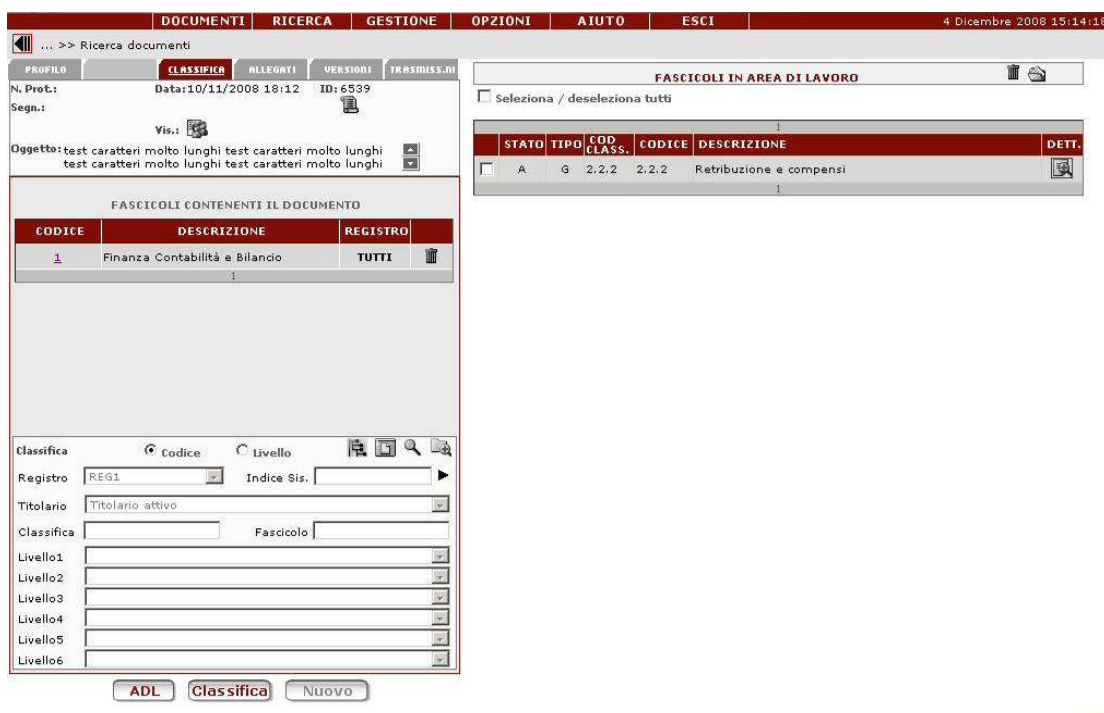 DOCUMENTI RICERCA GESTIONE OPZIONI AIUTO ESCI 4 Dicembre 2008 15:14:18
... >> Ricerca documenti
PROFILO CLASSIFICA ALLEGATI VERSIONI TRASMISS.NI
N. Prot.: Data:10/11/2008 18:12 ID:6539
Segn.:
Vis.:
Oggetto: test caratteri molto lunghi test caratteri molto lunghi
test caratteri molto lunghi test caratteri molto lunghi
FASCICOLI CONTENENTI IL DOCUMENTO
CODICE DESCRIZIONE REGISTRO
1 Finanza Contabilità e Bilancio TUTTI
1
Classifica Codice Livello
Registro REG1 Indice Sis.
Titolario Titolario attivo
Classifica Fascicolo
Livello1
Livello2
Livello3
Livello4
Livello5
Livello6
ADL Classifica Nuovo
FASCICOLI IN AREA DI LAVORO
Seleziona / deseleziona tutti
1
STATO TIPO COD CLASS. CODICE DESCRIZIONE DETT.
A G 2.2.2 2.2.2 Retribuzione e compensi
1